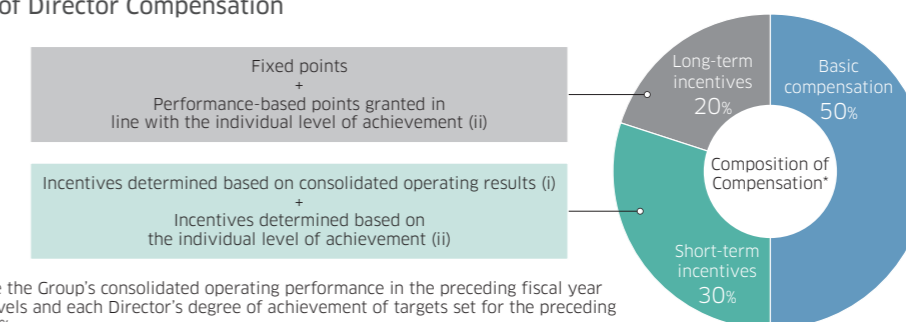 of Director Compensation
Fixed points
+
Performance-based points granted in
line with the individual level of achievement (ii)
Incentives determined based on consolidated operating results (i)
+
Incentives determined based on
the individual level of achievement (ii)
Long-term
incentives
20%
Basic
compensation
50%
Composition of
Compensation*
Short-term
incentives
30%
the Group's consolidated operating performance in the preceding fiscal year
and each Director's degree of achievement of targets set for the preceding